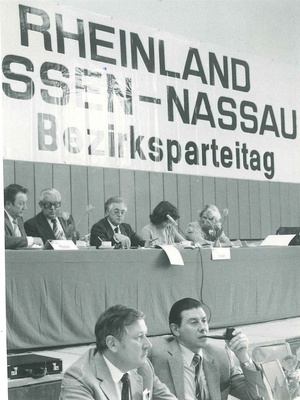 RHEINLAND
SSEN-NASSAU
Bezirksparteitag